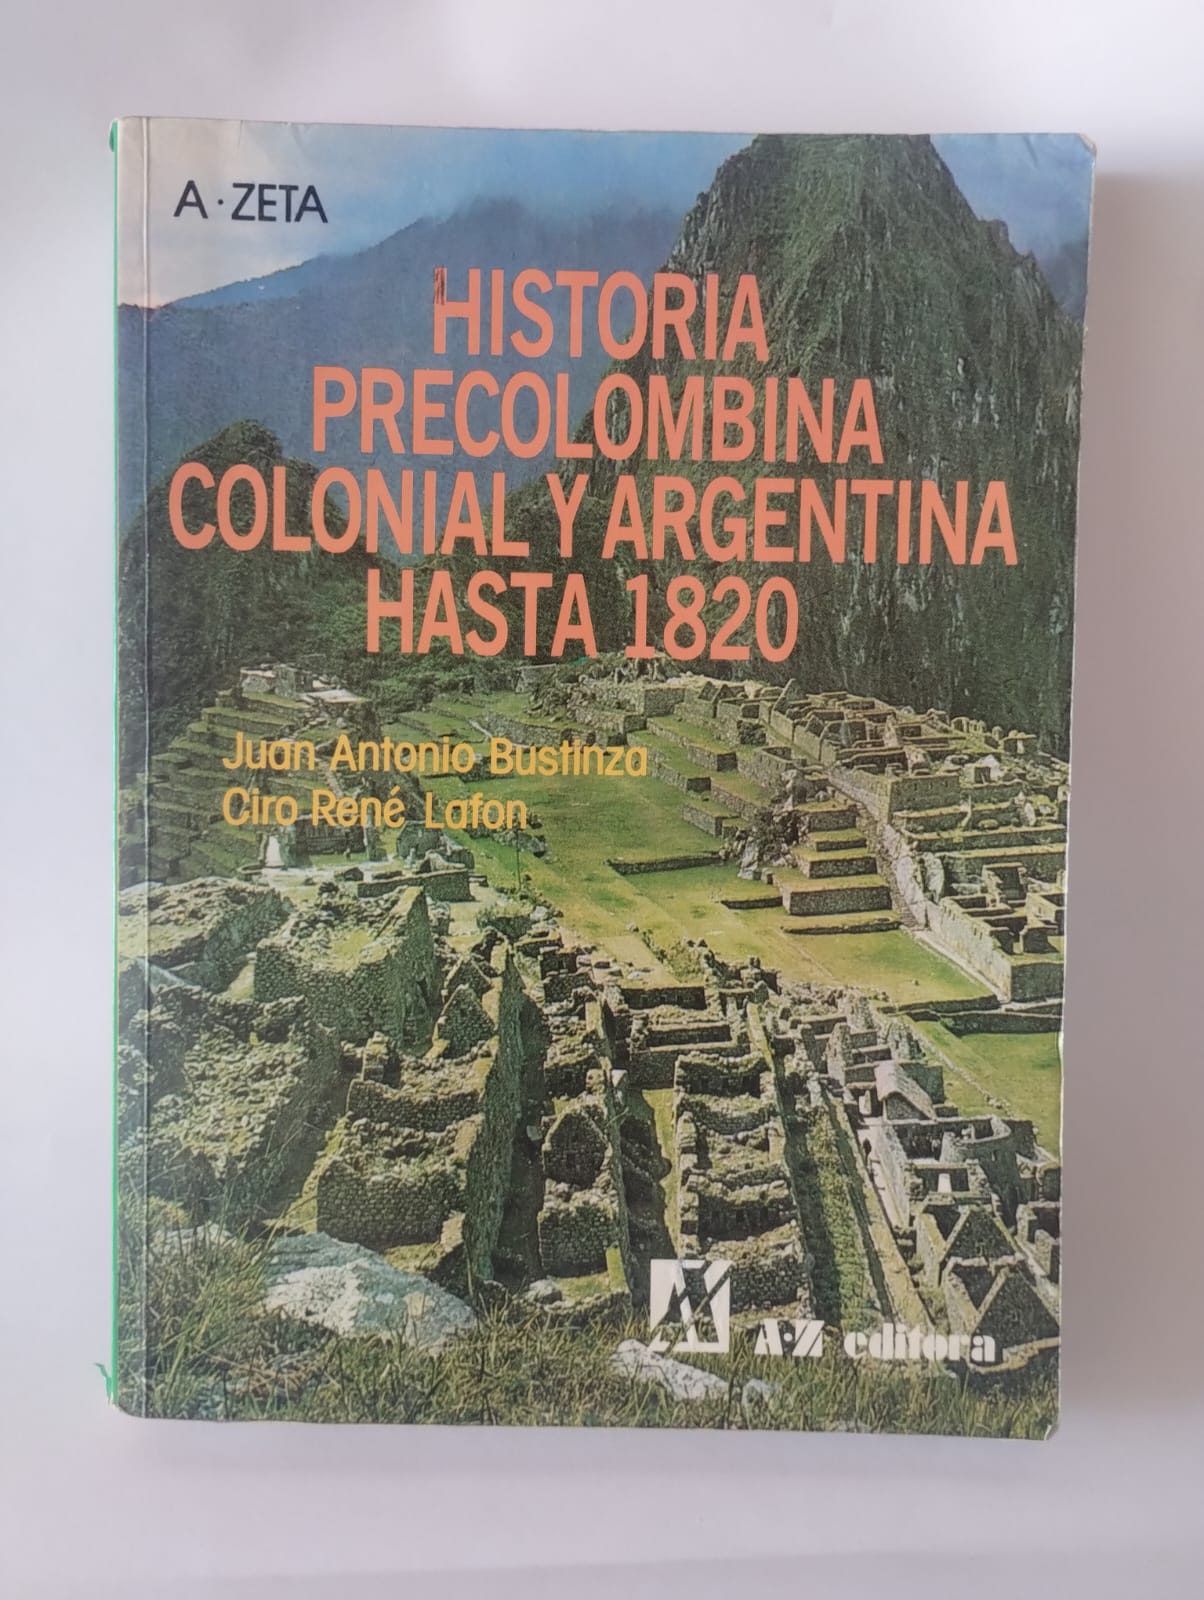 A·ZETA
HISTORIA
PRECOLOMBINA
COLONIAL Y ARGENTINA
HASTA 1820
Juan Antonio Bustinza
Ciro René Lafon
A·Z editora